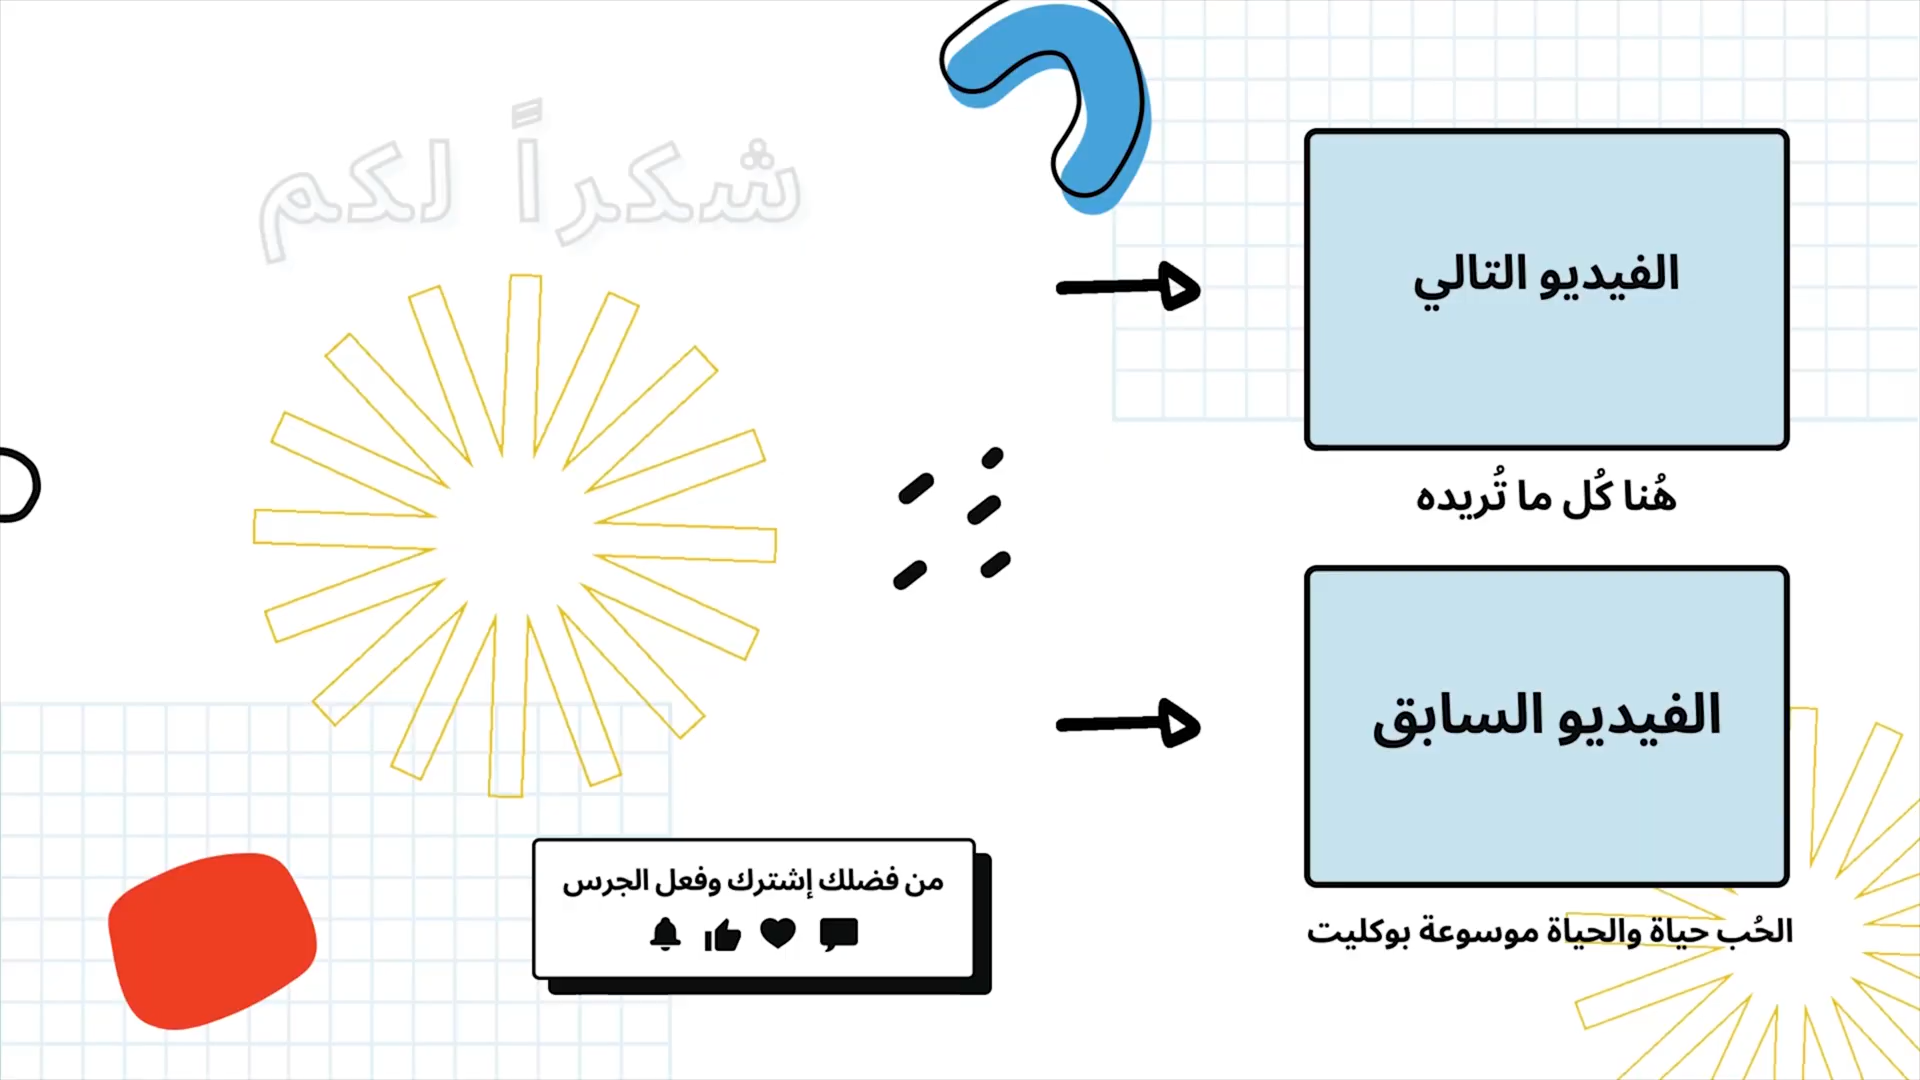 شكراً لكم
الفيديو التالي
هُنا كُل ما تُريده
الفيديو السابق
الحُب حياة والحياة موسوعة بوكليت
من فضلك إشترك وفعل الجرس